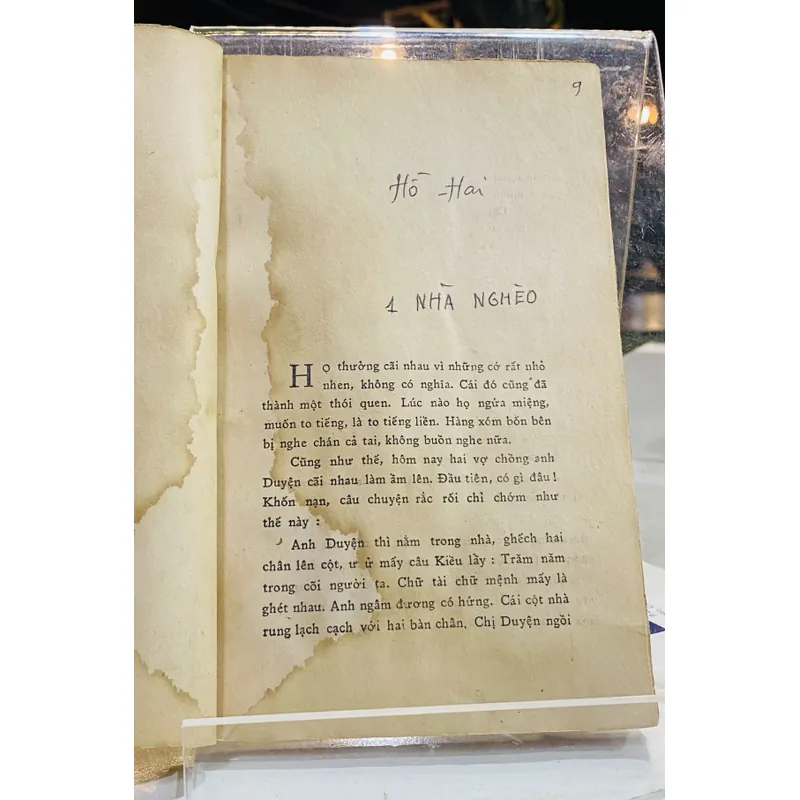 9
Hồ Hai
1 NHÀ NGHÈO
HỌ thường cãi nhau vì những cớ rất nhỏ
nhen, không có nghĩa. Cái đó cũng đã
thành một thói quen. Lúc nào họ ngứa miệng,
muốn to tiếng, là to tiếng liền. Hàng xóm bốn bên
bị nghe chán cả tai, không buồn nghe nữa.
Cũng như thế, hôm nay hai vợ chồng anh
Duyện cãi nhau làm ầm lên. Đầu tiên, có gì đâu !
Khốn nạn, câu chuyện rắc rối chỉ chớm như
thế này :
Anh Duyện thì nằm trong nhà, ghếch hai
chân lên cột, ư ử mấy câu Kiều lẩy : Trăm năm
trong cõi người ta. Chữ tài chữ mệnh mấy là
ghét nhau. Anh ngâm đương có hứng. Cái cột nhà
rung lạch cạch với hai bàn chân. Chị Duyện ngồi